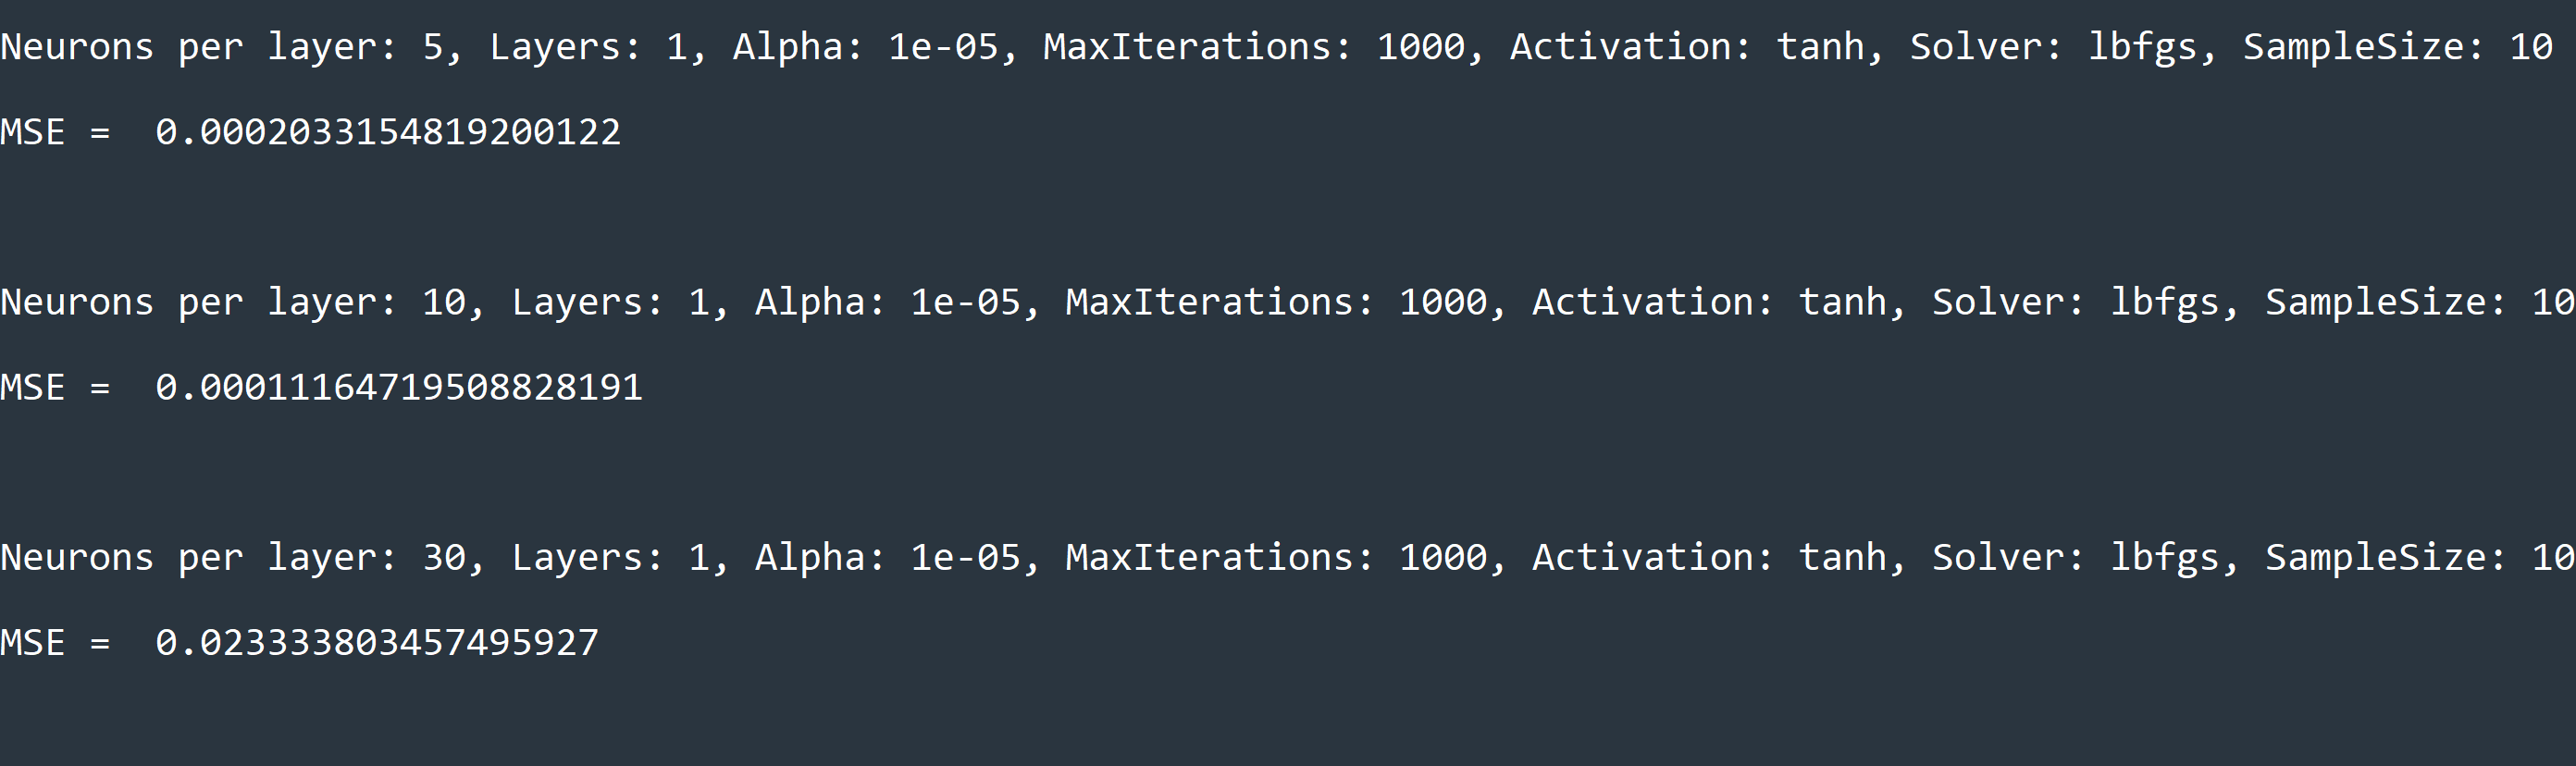 Neurons per layer: 5, Layers: 1, Alpha: 1e-05, MaxIterations: 1000, Activation: tanh, Solver: lbfgs, SampleSize: 10
MSE =  0.0002033154819200122
Neurons per layer: 10, Layers: 1, Alpha: 1e-05, MaxIterations: 1000, Activation: tanh, Solver: lbfgs, SampleSize: 10
MSE =  0.00011164719508828191
Neurons per layer: 30, Layers: 1, Alpha: 1e-05, MaxIterations: 1000, Activation: tanh, Solver: lbfgs, SampleSize: 10
MSE =  0.023333803457495927